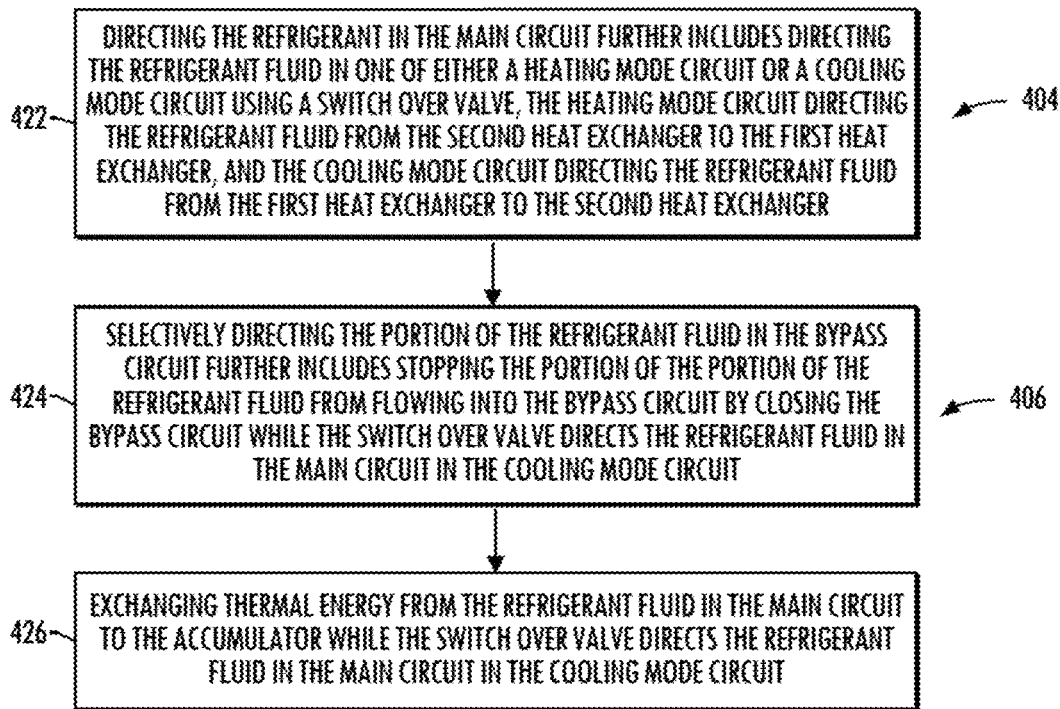 DIRECTING THE REFRIGERANT IN THE MAIN CIRCUIT FURTHER INCLUDES DIRECTING
THE REFRIGERANT FLUID IN ONE OF EITHER A HEATING MODE CIRCUIT OR A COOLING
MODE CIRCUIT USING A SWITCH OVER VALVE, THE HEATING MODE CIRCUIT DIRECTING
THE REFRIGERANT FLUID FROM THE SECOND HEAT EXCHANGER TO THE FIRST HEAT
EXCHANGER, AND THE COOLING MODE CIRCUIT DIRECTING THE REFRIGERANT FLUID
FROM THE FIRST HEAT EXCHANGER TO THE SECOND HEAT EXCHANGER
422
404
SELECTIVELY DIRECTING THE PORTION OF THE REFRIGERANT FLUID IN THE BYPASS
CIRCUIT FURTHER INCLUDES STOPPING THE PORTION OF THE PORTION OF THE
REFRIGERANT FLUID FROM FLOWING INTO THE BYPASS CIRCUIT BY CLOSING THE
BYPASS CIRCUIT WHILE THE SWITCH OVER VALVE DIRECTS THE REFRIGERANT FLUID IN
THE MAIN CIRCUIT IN THE COOLING MODE CIRCUIT
424
406
EXCHANGING THERMAL ENERGY FROM THE REFRIGERANT FLUID IN THE MAIN CIRCUIT
TO THE ACCUMULATOR WHILE THE SWITCH OVER VALVE DIRECTS THE REFRIGERANT
FLUID IN THE MAIN CIRCUIT IN THE COOLING MODE CIRCUIT
426